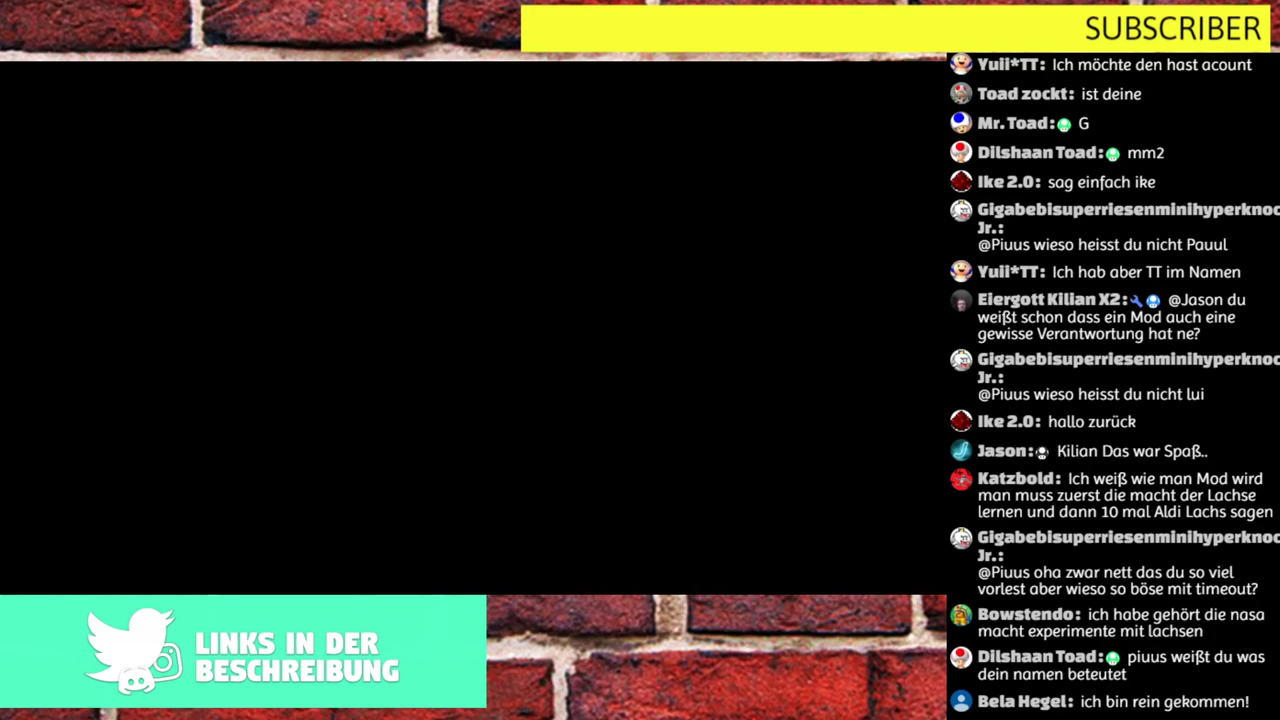 SUBSCRIBER
Yuii*TT: Ich möchte den hast acount
Toad zockt: ist deine
Mr. Toad: G
Dilshaan Toad: mm2
Ike 2.0: sag einfach ike
Gigabebisuperriesenminihyperknoc
Jr.:
@Piuus wieso heisst du nicht Pauul
Yuii*TT: Ich hab aber TT im Namen
Eiergott Kilian X2: @Jason du
weißt schon dass ein Mod auch eine
gewisse Verantwortung hat ne?
Gigabebisuperriesenminihyperknoc
Jr.:
@Piuus wieso heisst du nicht lui
Ike 2.0: hallo zurück
Jason: Kilian Das war Spaß..
Katzbold: Ich weiß wie man Mod wird
man muss zuerst die macht der Lachse
lernen und dann 10 mal Aldi Lachs sagen
Gigabebisuperriesenminihyperknoc
Jr.:
@Piuus oha zwar nett das du so viel
vorlest aber wieso so böse mit timeout?
Bowstendo: ich habe gehört die nasa
macht experimente mit lachsen
Dilshaan Toad: piuus weißt du was
dein namen beteutet
Bela Hegel: ich bin rein gekommen!
LINKS IN DER
BESCHREIBUNG